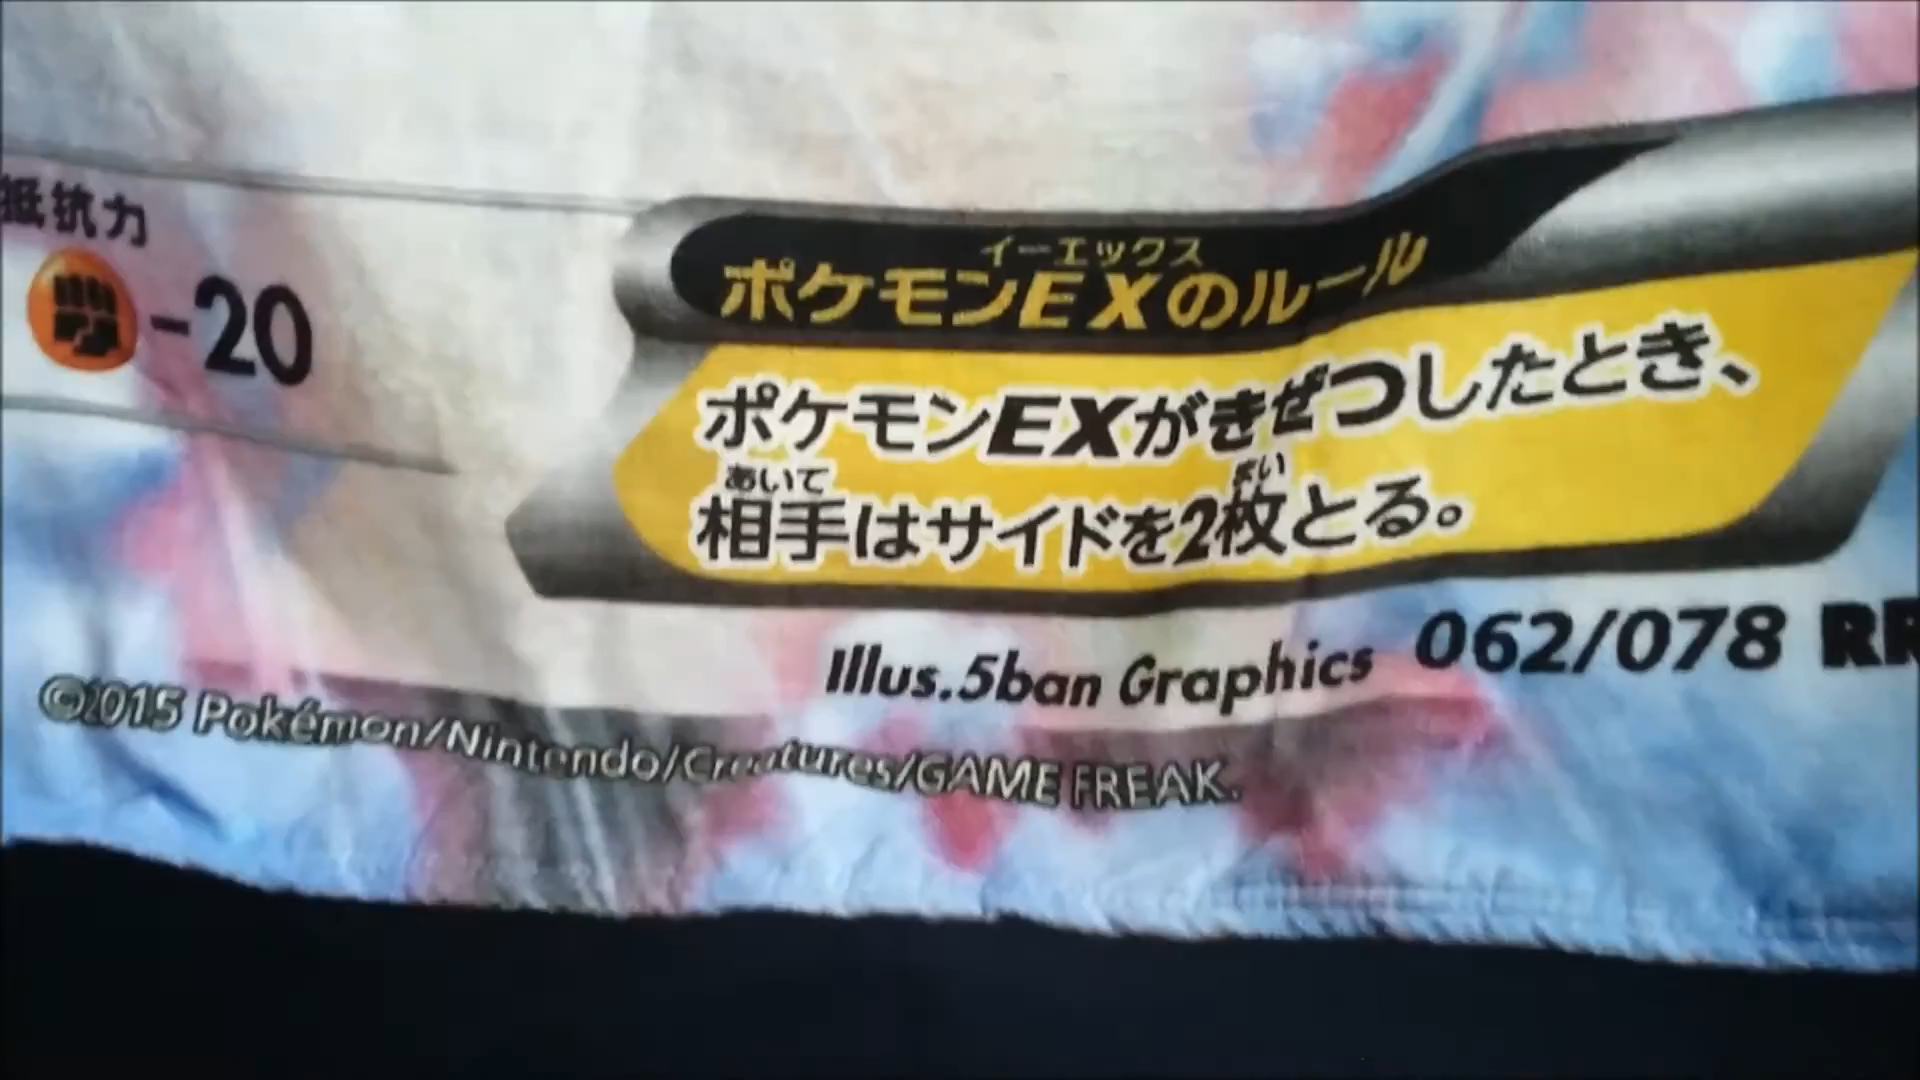 抵抗力
-20
イーエックス
ポケモンEXのルール
ポケモンEXがきぜつしたとき、
あいて まい
相手はサイドを2枚とる。
Illus.5ban Graphics 062/078 RR
©2015 Pokémon/Nintendo/Creatures/GAME FREAK.